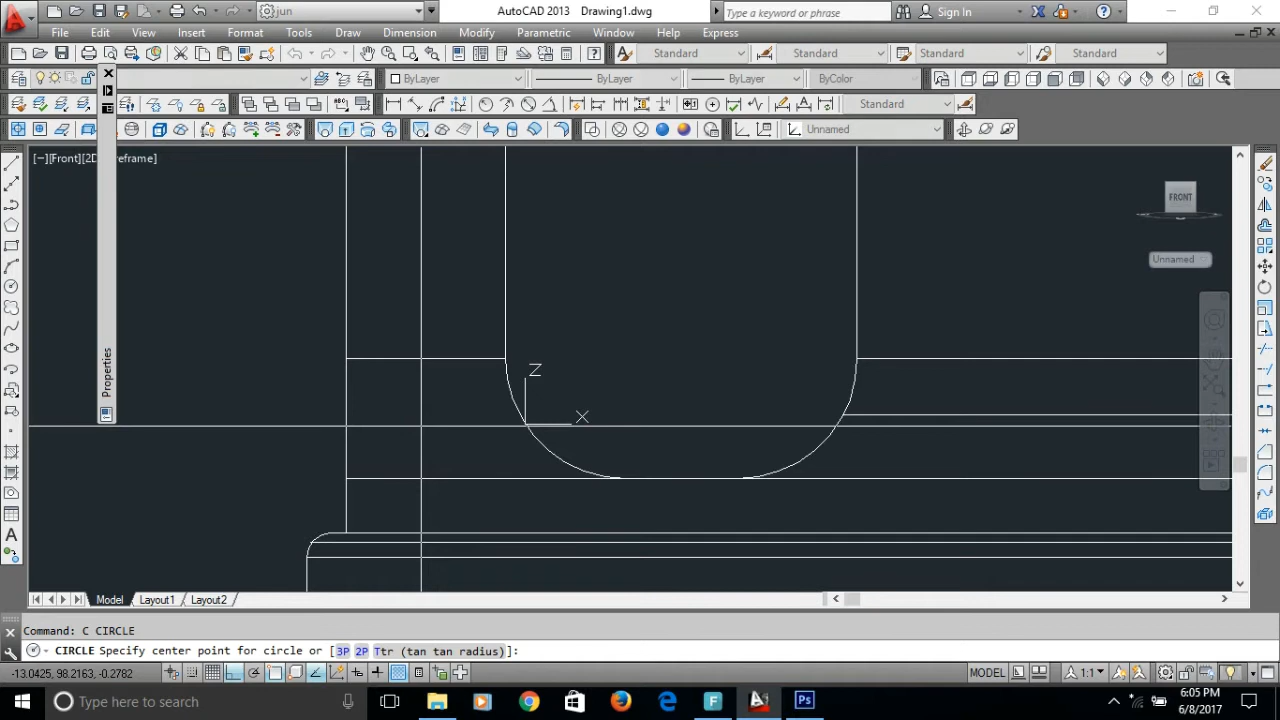 jun
AutoCAD 2013 Drawing1.dwg
Type a keyword or phrase
Sign In
File Edit View Insert Format Tools Draw Dimension Modify Parametric Window Help Express
Standard Standard Standard Standard
ByLayer ByLayer ByLayer ByColor
Standard
Unnamed
[−][Front][2D
reframe]
FRONT
Unnamed
Properties
Z
X
Model Layout1 Layout2
Command: C CIRCLE
CIRCLE Specify center point for circle or [3P 2P Ttr (tan tan radius)]:
-13.0425, 98.2163, -0.2782
MODEL
1:1
Type here to search
6:05 PM
6/8/2017